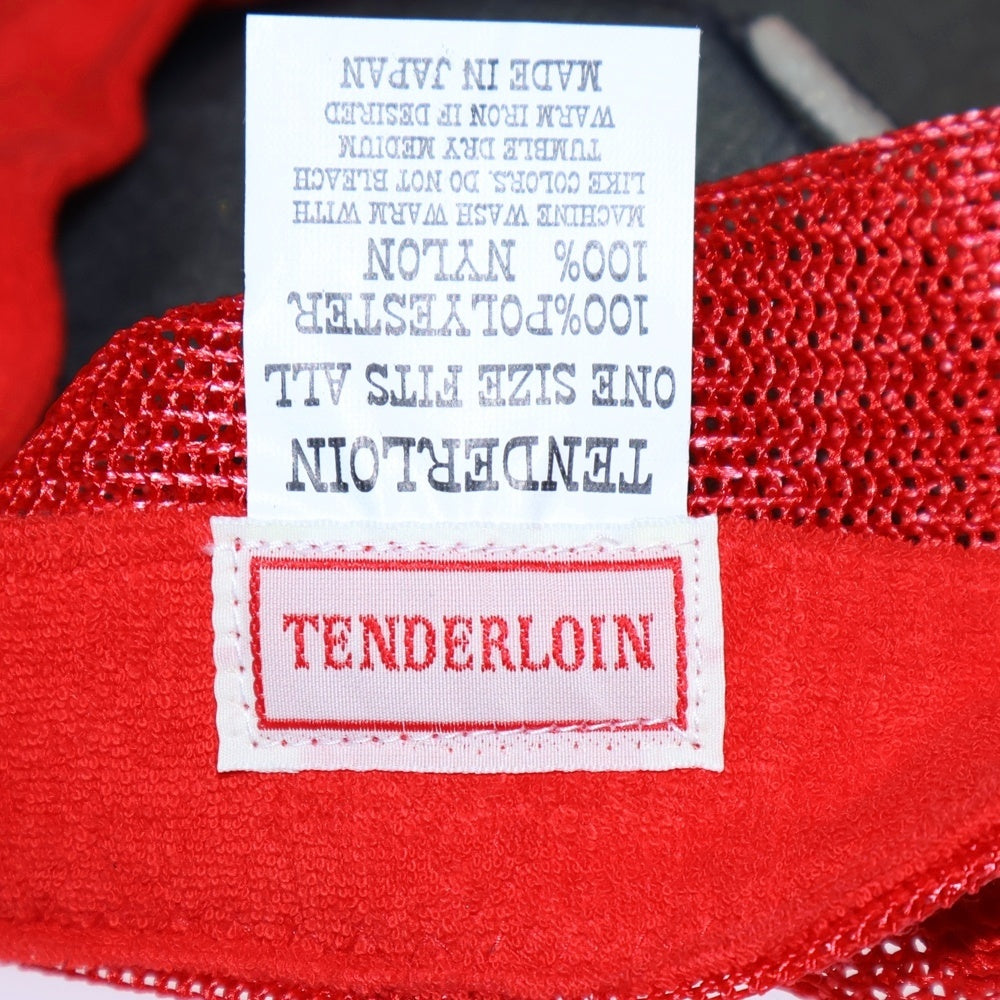 TENDERLOIN
ONE SIZE FITS ALL
100%POLYESTER
100% NYLON
MACHINE WASH WARM WITH
LIKE COLORS. DO NOT BLEACH
TUMBLE DRY MEDIUM
WARM IRON IF DESIRED
MADE IN JAPAN
TENDERLOIN